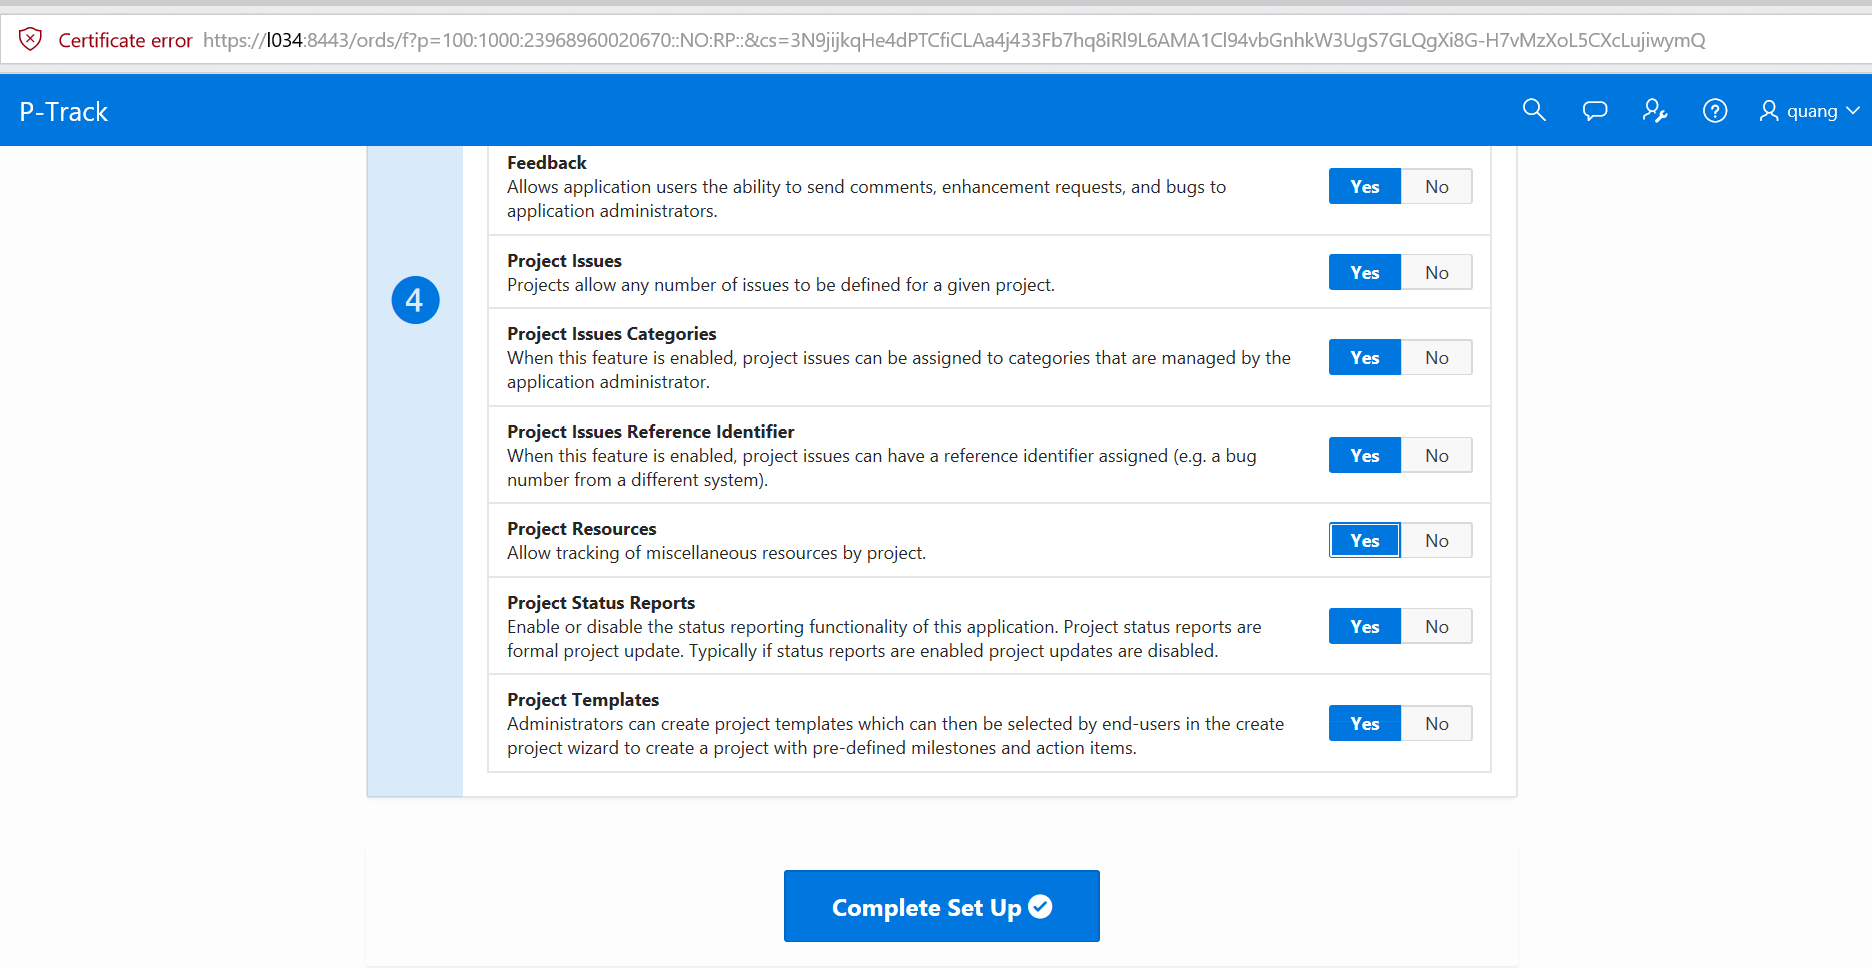 Certificate error https://l034:8443/ords/f?p=100:1000:23968960020670::NO:RP::&cs=3N9jijkqHe4dPTCfiCLAa4j433Fb7hq8iRl9L6AMA1Cl94vbGnhkW3UgS7GLQgXi8G-H7vMzXoL5CXcLujiwymQ
P-Track
quang
Feedback
Allows application users the ability to send comments, enhancement requests, and bugs to
application administrators.
Yes No
Project Issues
Projects allow any number of issues to be defined for a given project.
Yes No
4
Project Issues Categories
When this feature is enabled, project issues can be assigned to categories that are managed by the
application administrator.
Yes No
Project Issues Reference Identifier
When this feature is enabled, project issues can have a reference identifier assigned (e.g. a bug
number from a different system).
Yes No
Project Resources
Allow tracking of miscellaneous resources by project.
Yes No
Project Status Reports
Enable or disable the status reporting functionality of this application. Project status reports are
formal project update. Typically if status reports are enabled project updates are disabled.
Yes No
Project Templates
Administrators can create project templates which can then be selected by end-users in the create
project wizard to create a project with pre-defined milestones and action items.
Yes No
Complete Set Up